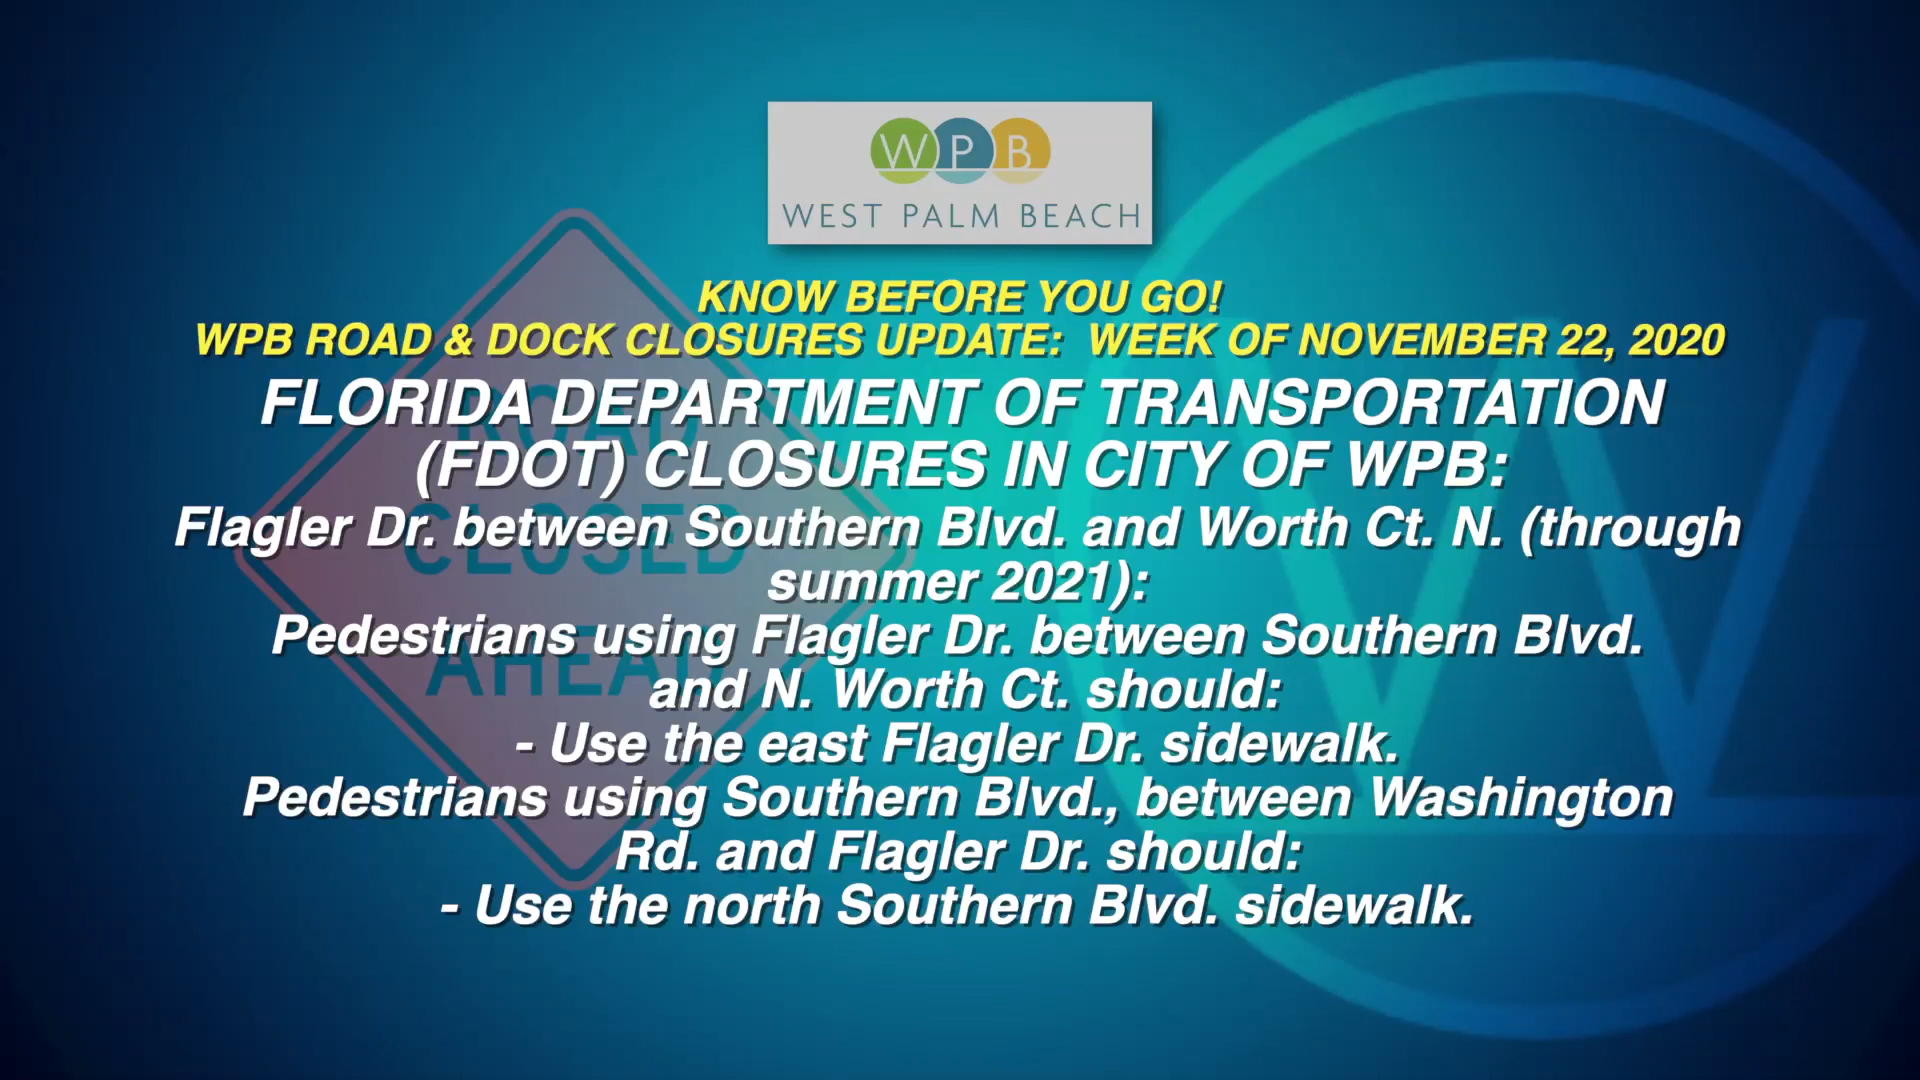 WPB
WEST PALM BEACH
KNOW BEFORE YOU GO!
WPB ROAD & DOCK CLOSURES UPDATE: WEEK OF NOVEMBER 22, 2020
FLORIDA DEPARTMENT OF TRANSPORTATION
(FDOT) CLOSURES IN CITY OF WPB:
Flagler Dr. between Southern Blvd. and Worth Ct. N. (through
summer 2021):
Pedestrians using Flagler Dr. between Southern Blvd.
and N. Worth Ct. should:
- Use the east Flagler Dr. sidewalk.
Pedestrians using Southern Blvd., between Washington
Rd. and Flagler Dr. should:
- Use the north Southern Blvd. sidewalk.
ROAD
CLOSED
AHEAD
W